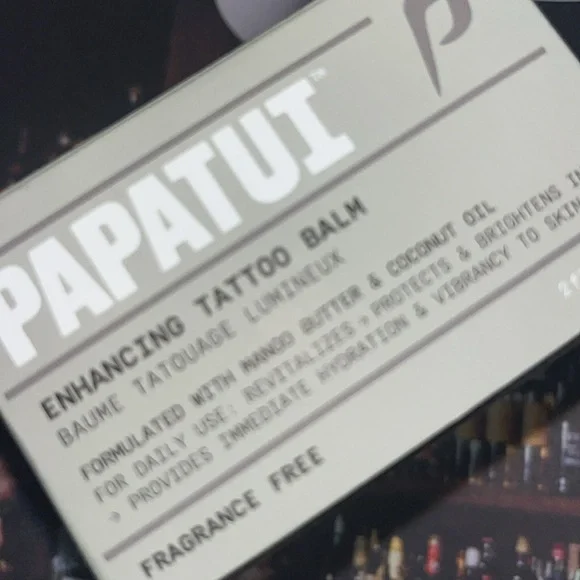 PAPATUI™
ENHANCING TATTOO BALM
BAUME TATOUAGE LUMINEUX
FORMULATED WITH MANGO BUTTER & COCONUT OIL
FOR DAILY USE: REVITALIZES, PROTECTS & BRIGHTENS
→ PROVIDES IMMEDIATE HYDRATION & VIBRANCY TO SKIN
FRAGRANCE FREE